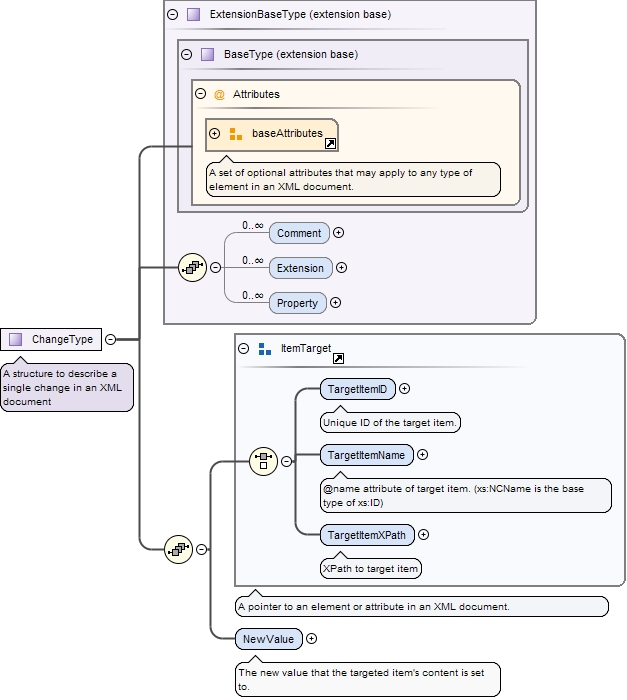 ExtensionBaseType (extension base)
BaseType (extension base)
@ Attributes
baseAttributes
A set of optional attributes that may apply to any type of
element in an XML document.
0..∞
Comment
0..∞
Extension
0..∞
Property
ChangeType
A structure to describe a
single change in an XML
document
ItemTarget
TargetItemID
Unique ID of the target item.
TargetItemName
@name attribute of target item. (xs:NCName is the base
type of xs:ID)
TargetItemXPath
XPath to target item
A pointer to an element or attribute in an XML document.
NewValue
The new value that the targeted item's content is set
to.